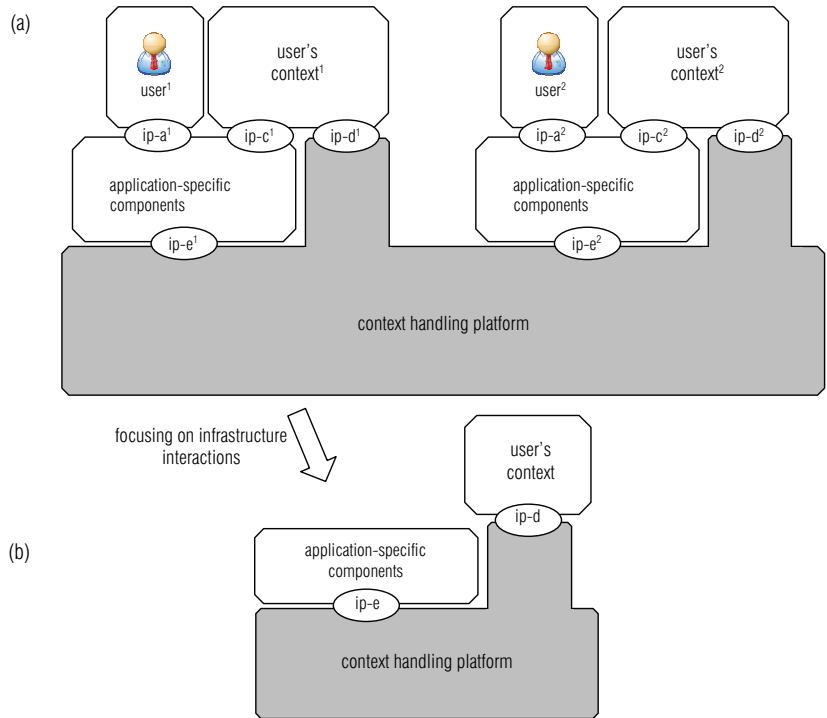 (a)
user¹
user's
context¹
user²
user's
context²
ip-a¹
ip-c¹
ip-d¹
ip-a²
ip-c²
ip-d²
application-specific
components
application-specific
components
ip-e¹
ip-e²
context handling platform
focusing on infrastructure
interactions
user's
context
ip-d
(b)
application-specific
components
ip-e
context handling platform